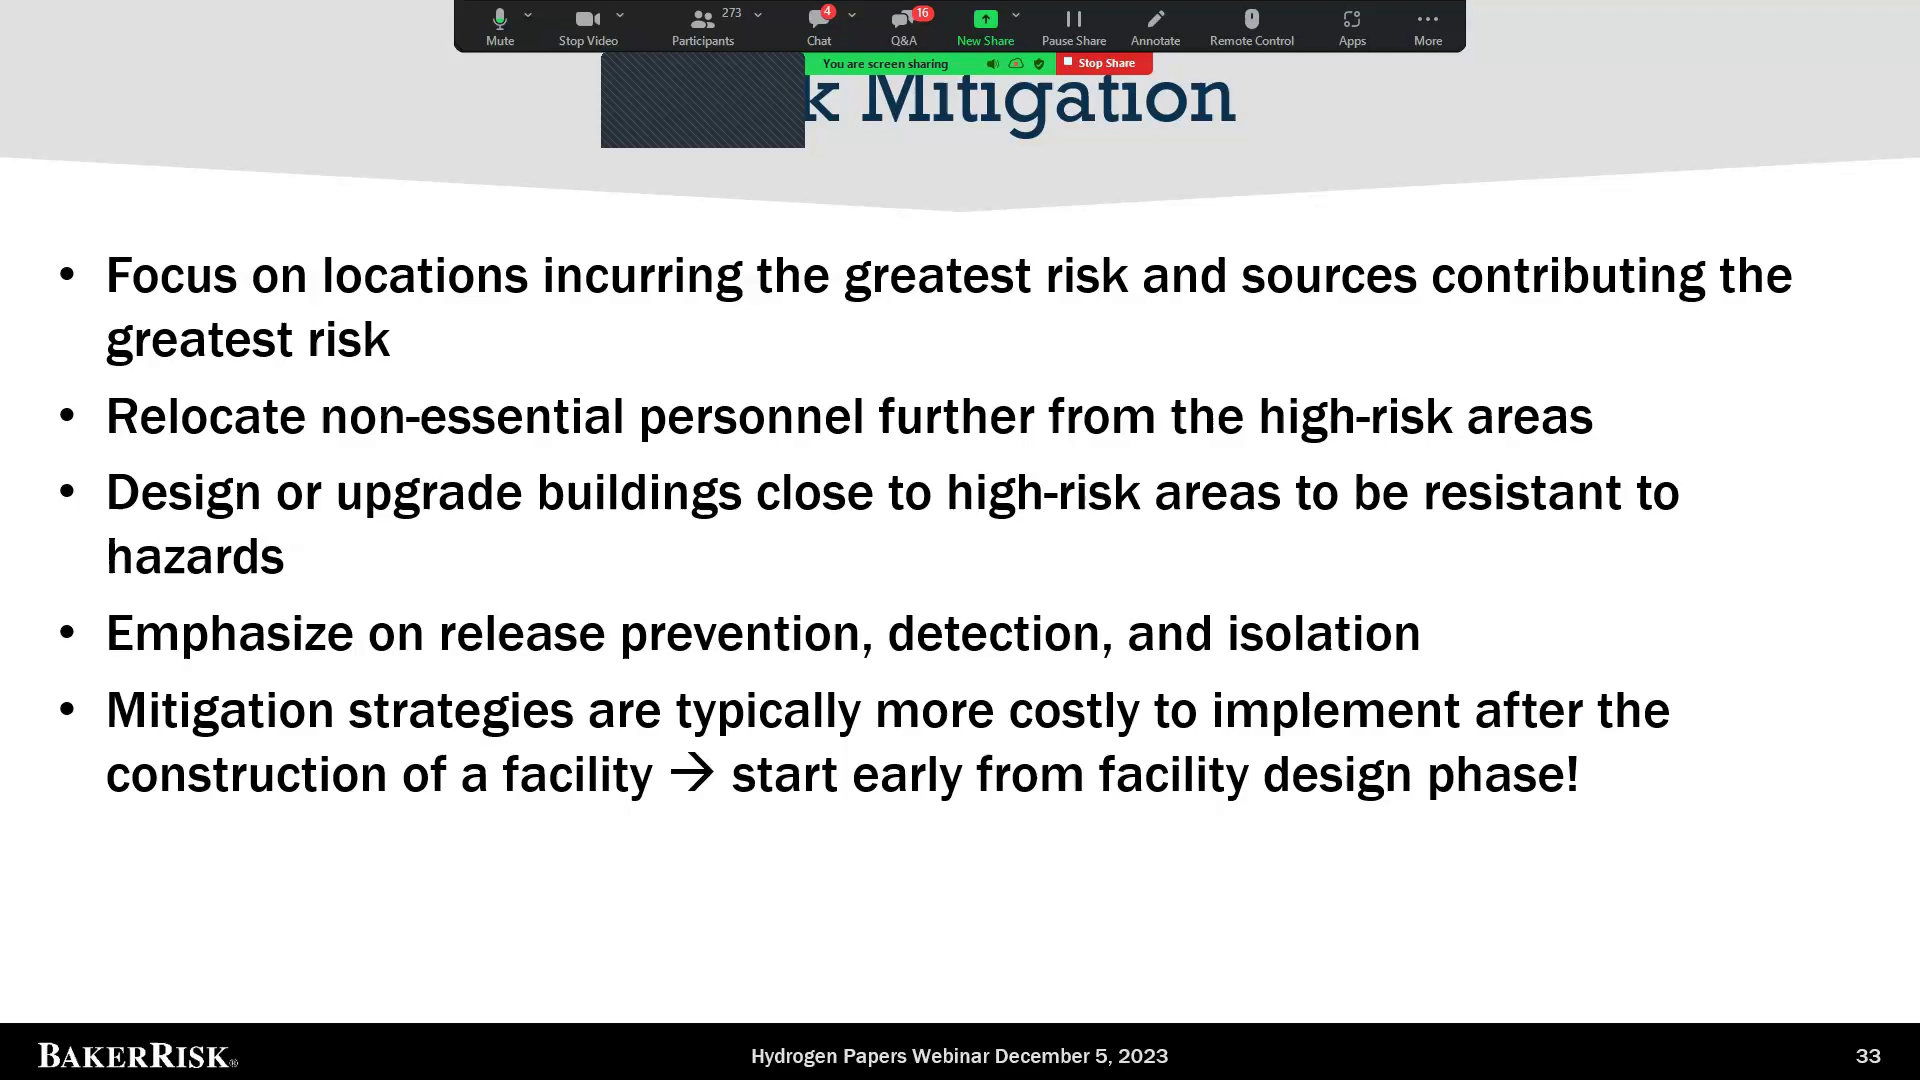 273
4
16
Mute
Stop Video
Participants
Chat
Q&A
New Share
Pause Share
Annotate
Remote Control
Apps
More
You are screen sharing
Stop Share
k Mitigation
• Focus on locations incurring the greatest risk and sources contributing the
greatest risk
• Relocate non-essential personnel further from the high-risk areas
• Design or upgrade buildings close to high-risk areas to be resistant to
hazards
• Emphasize on release prevention, detection, and isolation
• Mitigation strategies are typically more costly to implement after the
construction of a facility → start early from facility design phase!
BAKERRISK®
Hydrogen Papers Webinar December 5, 2023
33